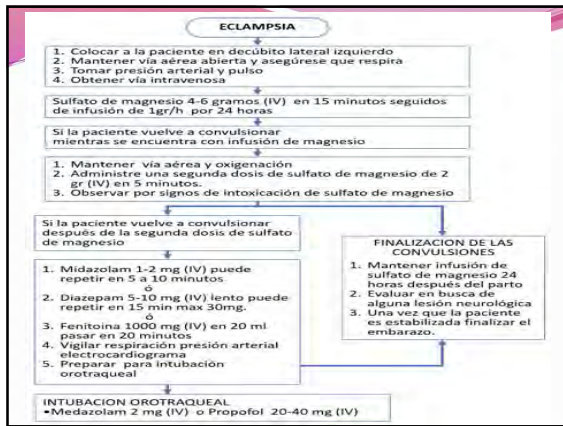 ECLAMPSIA
1. Colocar a la paciente en decúbito lateral izquierdo
2. Mantener vía aérea abierta y asegúrese que respira
3. Tomar presión arterial y pulso
4. Obtener vía intravenosa
Sulfato de magnesio 4-6 gramos (IV) en 15 minutos seguidos
de infusión de 1gr/h por 24 horas
Si la paciente vuelve a convulsionar
mientras se encuentra con infusión de magnesio
1. Mantener vía aérea y oxigenación
2. Administre una segunda dosis de sulfato de magnesio de 2
gr (IV) en 5 minutos.
3. Observar por signos de intoxicación de sulfato de magnesio
Si la paciente vuelve a convulsionar
después de la segunda dosis de sulfato
de magnesio
1. Midazolam 1-2 mg (IV) puede
repetir en 5 a 10 minutos
ó
2. Diazepam 5-10 mg (IV) lento puede
repetir en 15 min max 30mg.
ó
3. Fenitoina 1000 mg (IV) en 20 ml
pasar en 20 minutos
4. Vigilar respiración presión arterial
electrocardiograma
5. Preparar para intubación
orotraqueal
FINALIZACION DE LAS
CONVULSIONES
1. Mantener infusión de
sulfato de magnesio 24
horas después del parto
2. Evaluar en busca de
alguna lesión neurológica
3. Una vez que la paciente
es estabilizada finalizar el
embarazo.
INTUBACION OROTRAQUEAL
•Medazolam 2 mg (IV) o Propofol 20-40 mg (IV)